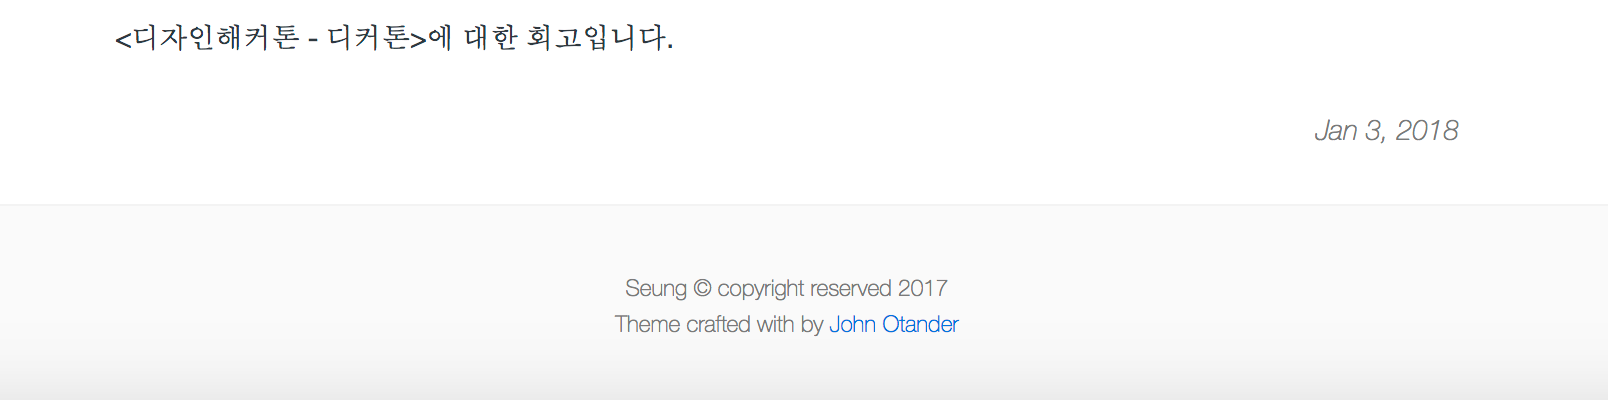 <디자인해커톤 - 디커톤>에 대한 회고입니다.
Jan 3, 2018
Seung © copyright reserved 2017
Theme crafted with by John Otander